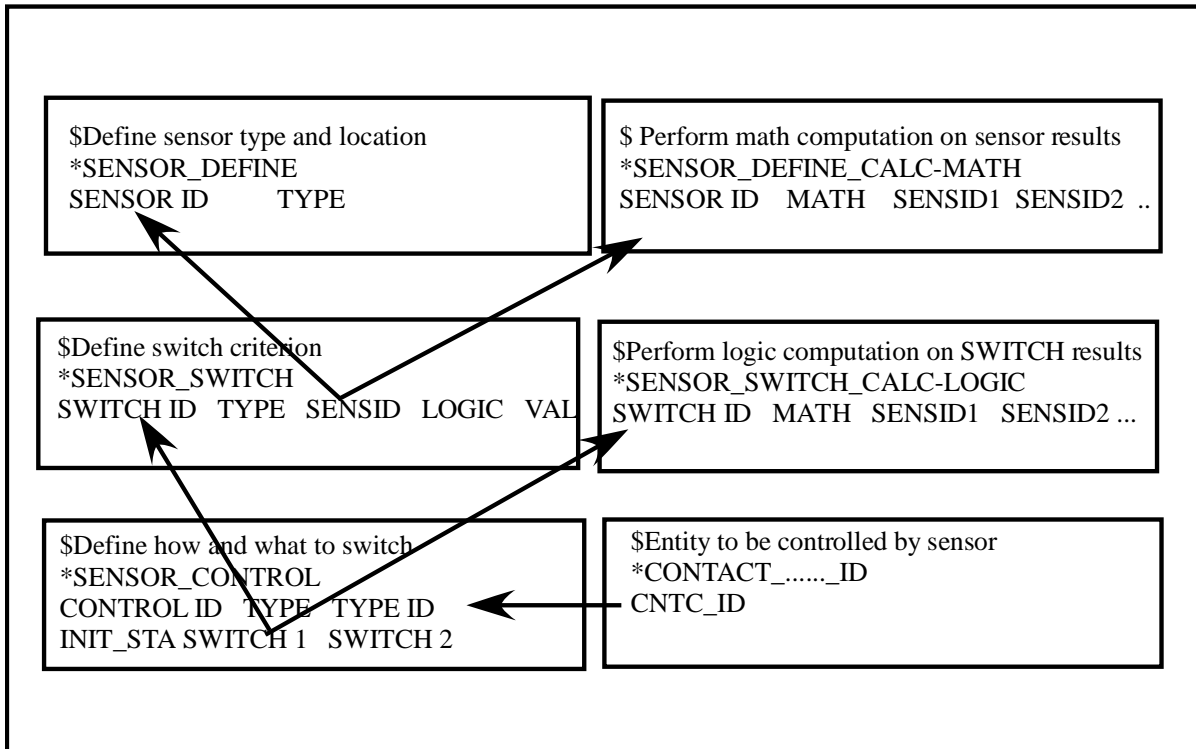 $Define sensor type and location
*SENSOR_DEFINE
SENSOR ID TYPE
$ Perform math computation on sensor results
*SENSOR_DEFINE_CALC-MATH
SENSOR ID MATH SENSID1 SENSID2 ..
$Define switch criterion
*SENSOR_SWITCH
SWITCH ID TYPE SENSID LOGIC VAL
$Perform logic computation on SWITCH results
*SENSOR_SWITCH_CALC-LOGIC
SWITCH ID MATH SENSID1 SENSID2 ...
$Define how and what to switch
*SENSOR_CONTROL
CONTROL ID TYPE TYPE ID
INIT_STA SWITCH 1 SWITCH 2
$Entity to be controlled by sensor
*CONTACT_......_ID
CNTC_ID